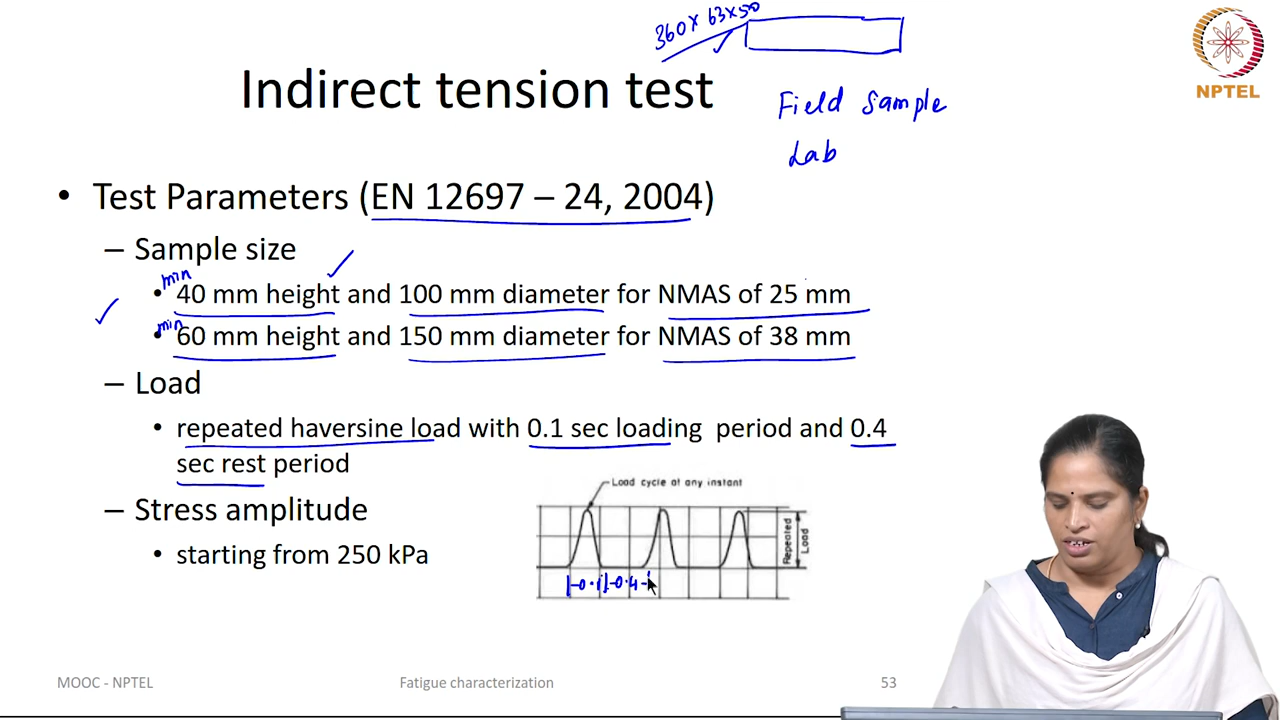 360 x 63 x 50
NPTEL
Indirect tension test
Field Sample
Lab
• Test Parameters (EN 12697 – 24, 2004)
– Sample size
min
• 40 mm height and 100 mm diameter for NMAS of 25 mm
min
• 60 mm height and 150 mm diameter for NMAS of 38 mm
– Load
• repeated haversine load with 0.1 sec loading period and 0.4
sec rest period
Load cycle at any instant
– Stress amplitude
Repeated
Load
• starting from 250 kPa
0.1 0.4
MOOC - NPTEL
Fatigue characterization
53